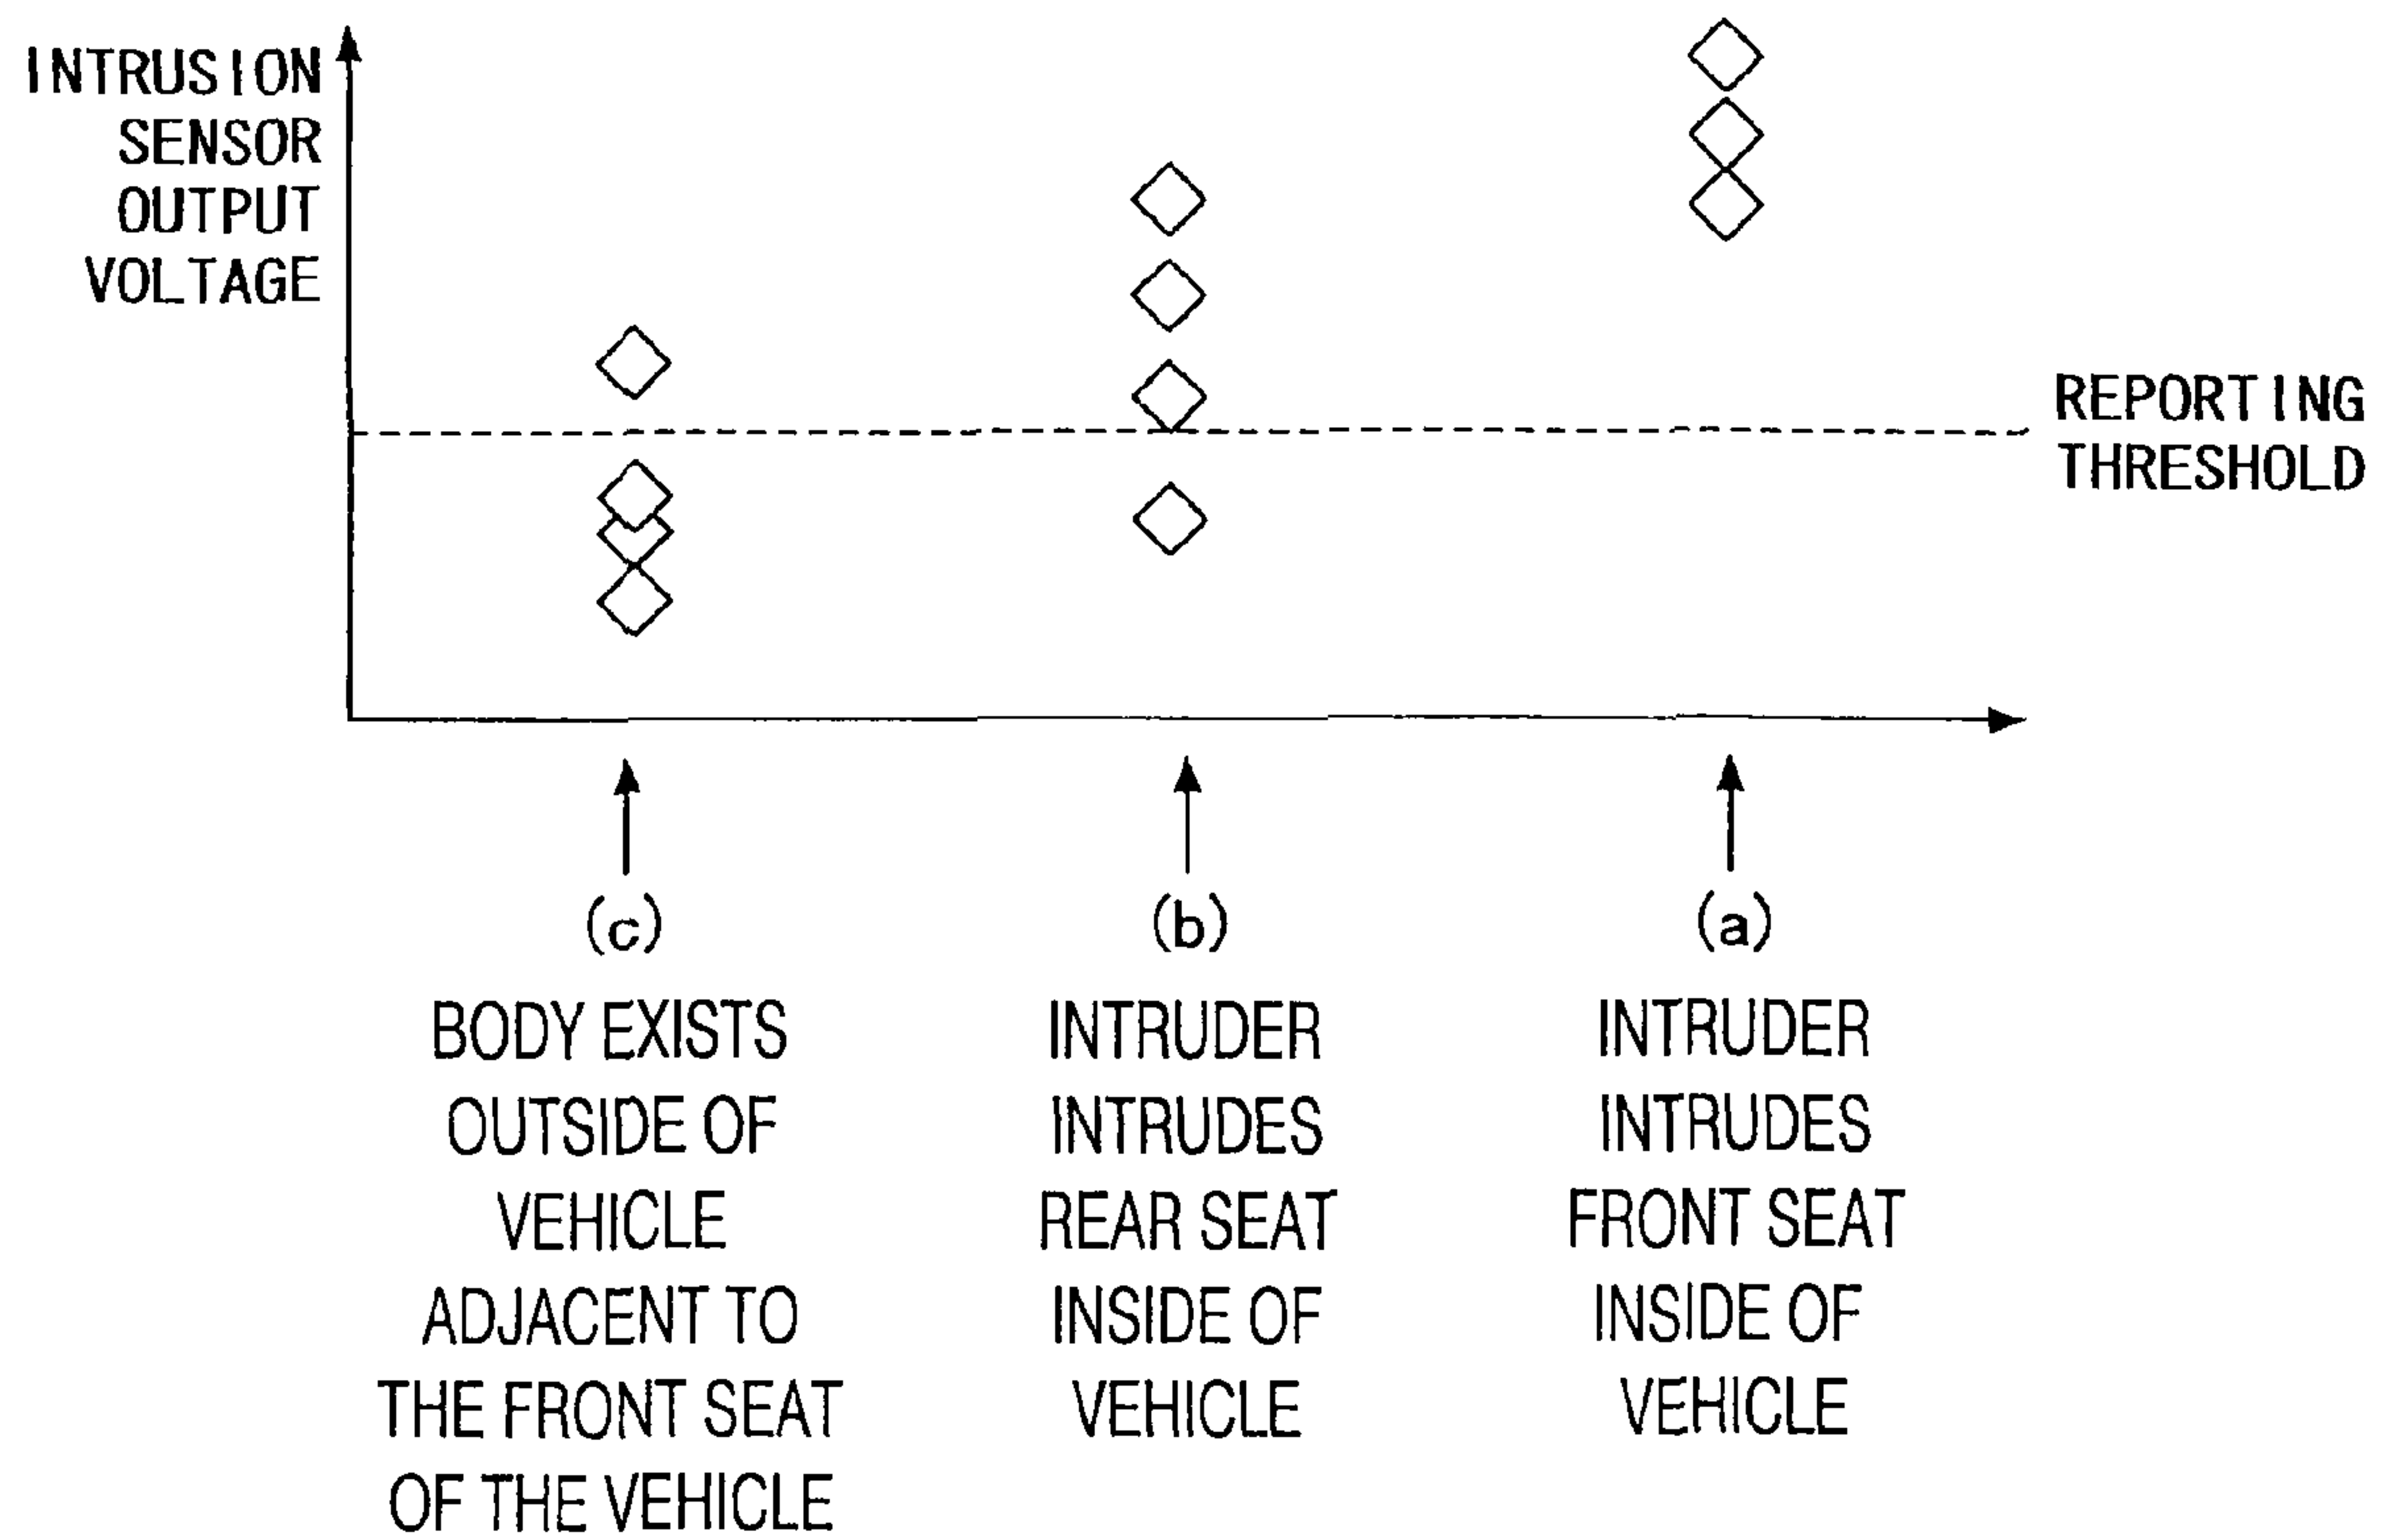 INTRUSION
SENSOR
OUTPUT
VOLTAGE
REPORTING
THRESHOLD
(c)
BODY EXISTS
OUTSIDE OF
VEHICLE
ADJACENT TO
THE FRONT SEAT
OF THE VEHICLE
(b)
INTRUDER
INTRUDES
REAR SEAT
INSIDE OF
VEHICLE
(a)
INTRUDER
INTRUDES
FRONT SEAT
INSIDE OF
VEHICLE